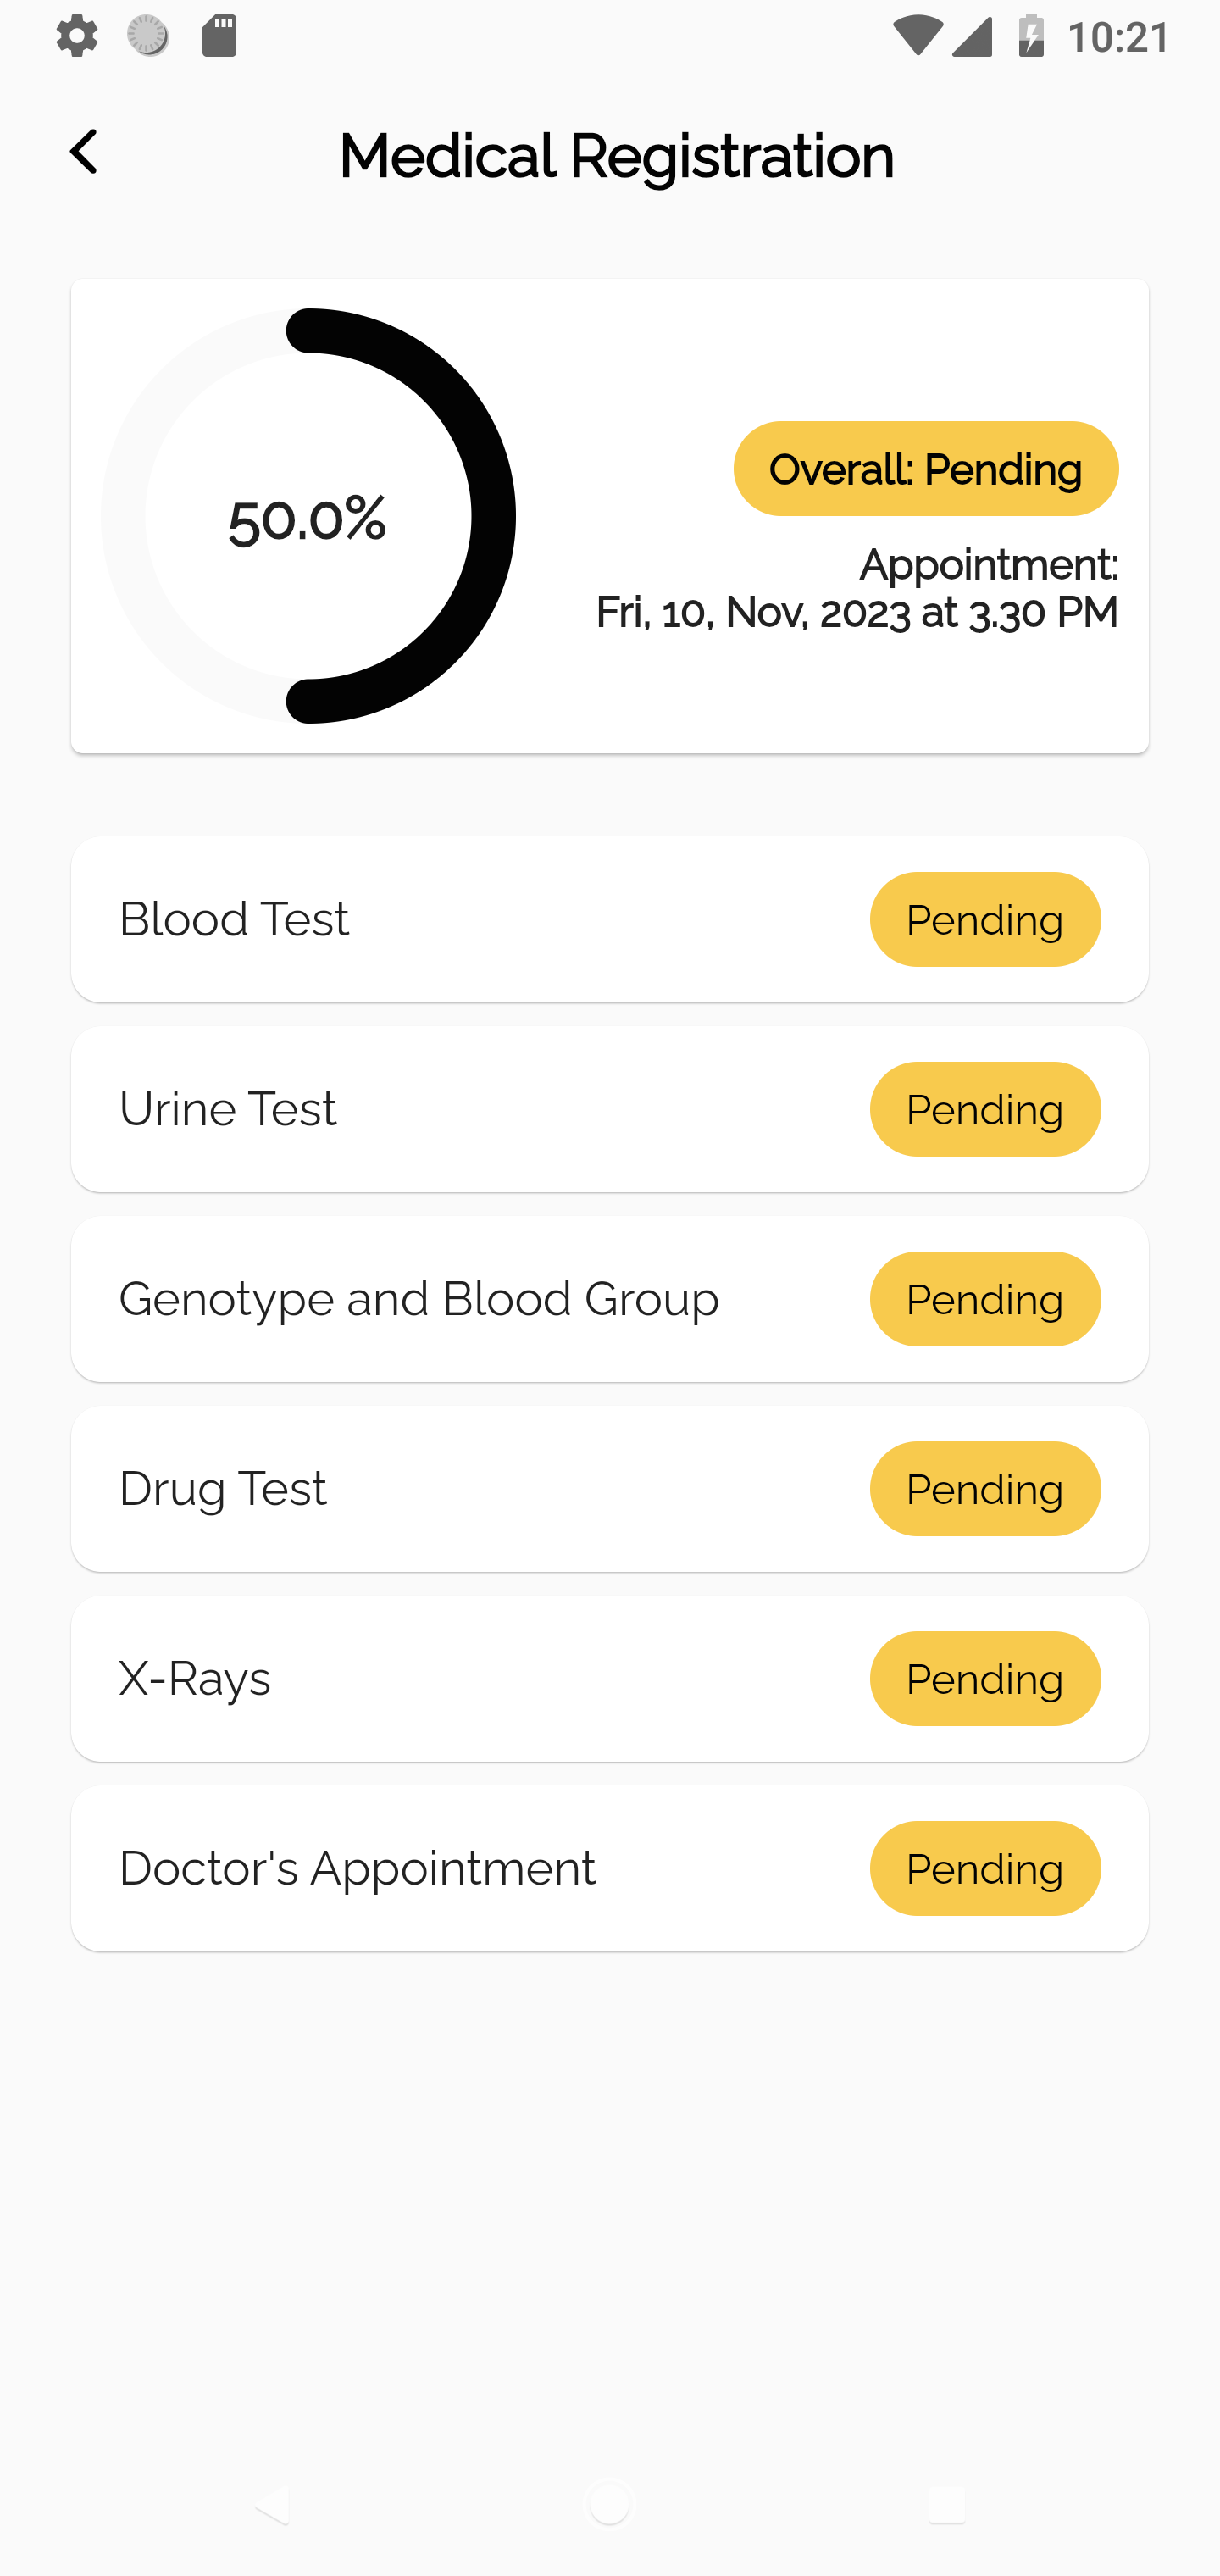 10:21
Medical Registration
50.0%
Overall: Pending
Appointment:
Fri, 10, Nov, 2023 at 3.30 PM
Blood Test
Pending
Urine Test
Pending
Genotype and Blood Group
Pending
Drug Test
Pending
X-Rays
Pending
Doctor's Appointment
Pending